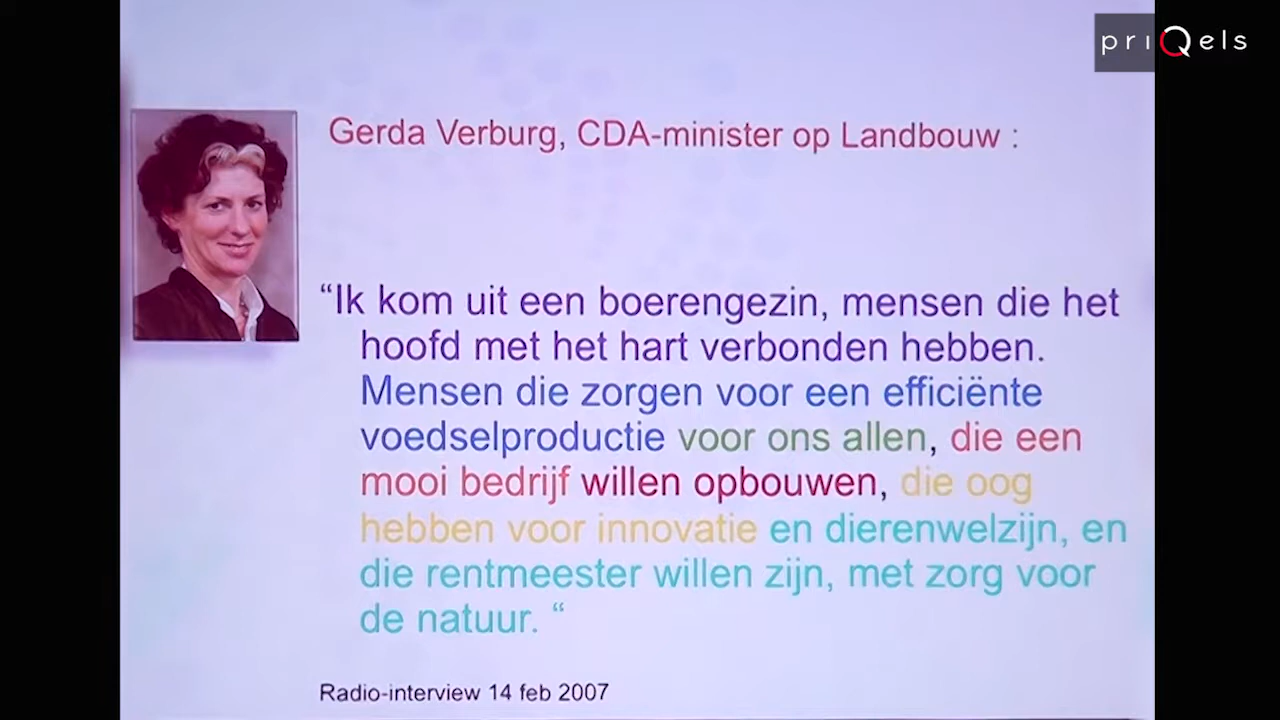 priQels
Gerda Verburg, CDA-minister op Landbouw :
“Ik kom uit een boerengezin, mensen die het
hoofd met het hart verbonden hebben.
Mensen die zorgen voor een efficiënte
voedselproductie voor ons allen, die een
mooi bedrijf willen opbouwen, die oog
hebben voor innovatie en dierenwelzijn, en
die rentmeester willen zijn, met zorg voor
de natuur. “
Radio-interview 14 feb 2007